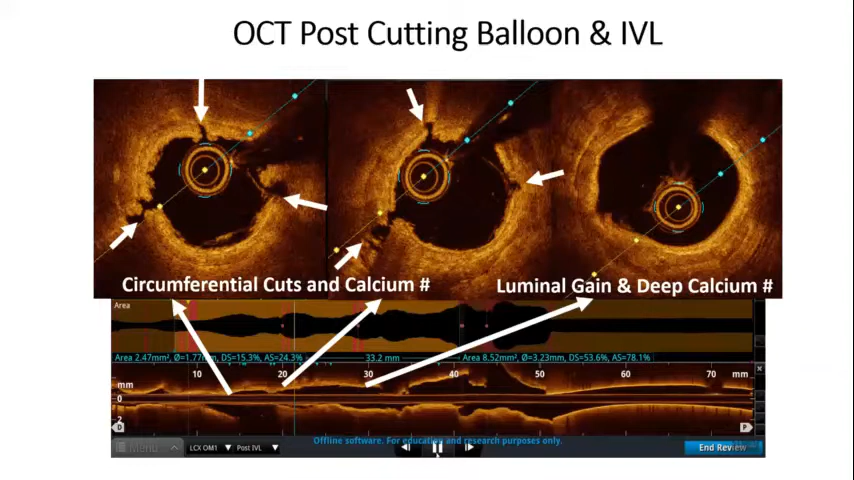 OCT Post Cutting Balloon & IVL
Circumferential Cuts and Calcium #
Luminal Gain & Deep Calcium #
Area
Area 2.47mm², Ø=1.77mm, DS=15.3%, AS=24.3%
33.2 mm
Area 8.52mm², Ø=3.23mm, DS=53.6%, AS=78.1%
10 20 30 40 50 60 70 mm
mm
0
2
D
P
Offline software. For education and research purposes only.
Menu
LCX OM1
Post IVL
End Review